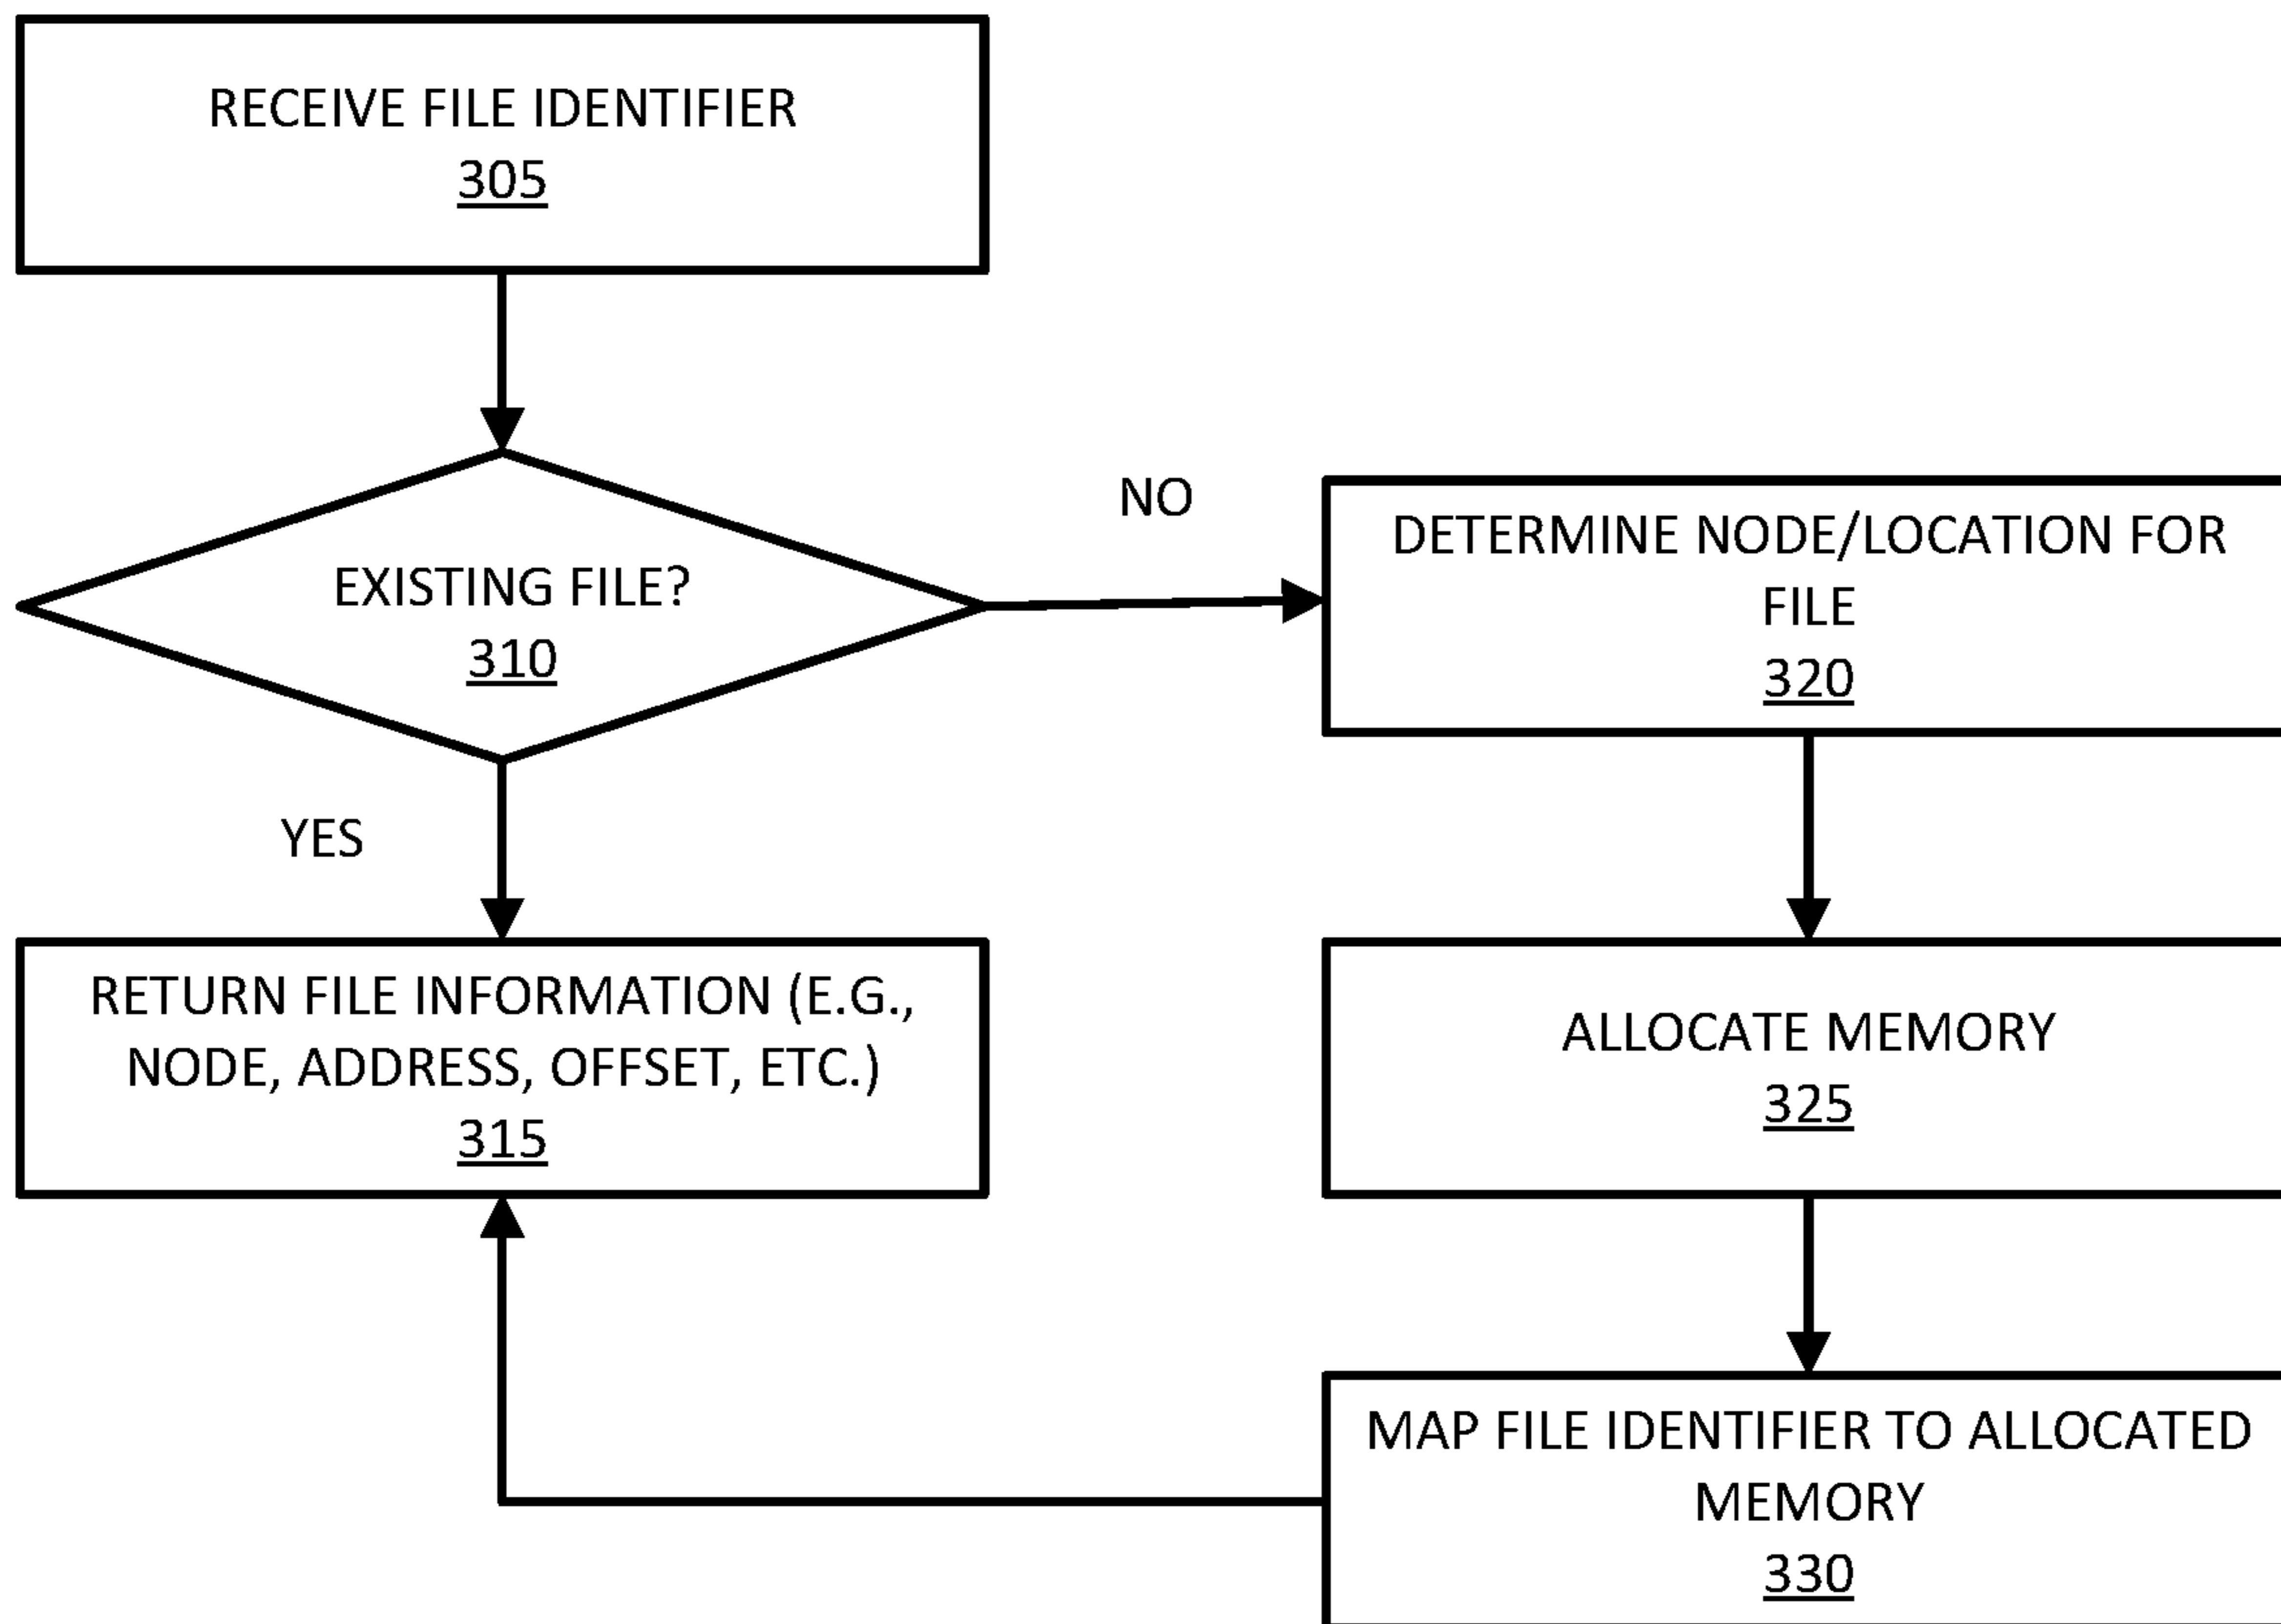 RECEIVE FILE IDENTIFIER
305
EXISTING FILE?
310
NO
YES
RETURN FILE INFORMATION (E.G.,
NODE, ADDRESS, OFFSET, ETC.)
315
DETERMINE NODE/LOCATION FOR
FILE
320
ALLOCATE MEMORY
325
MAP FILE IDENTIFIER TO ALLOCATED
MEMORY
330